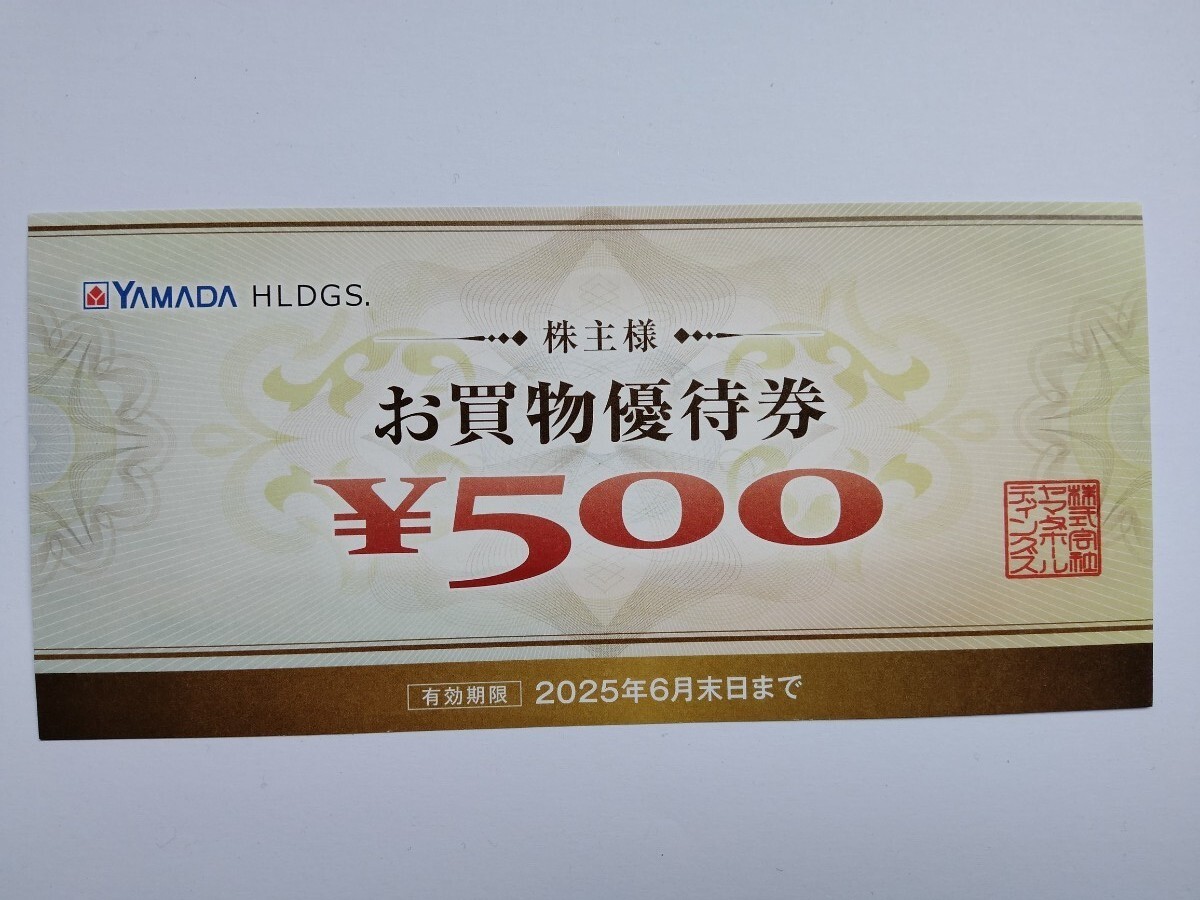 YAMADA HLDGS.
株主様
お買物優待券
¥500
株式会社
ヤマダホール
ディングス
有効期限 2025年6月末日まで